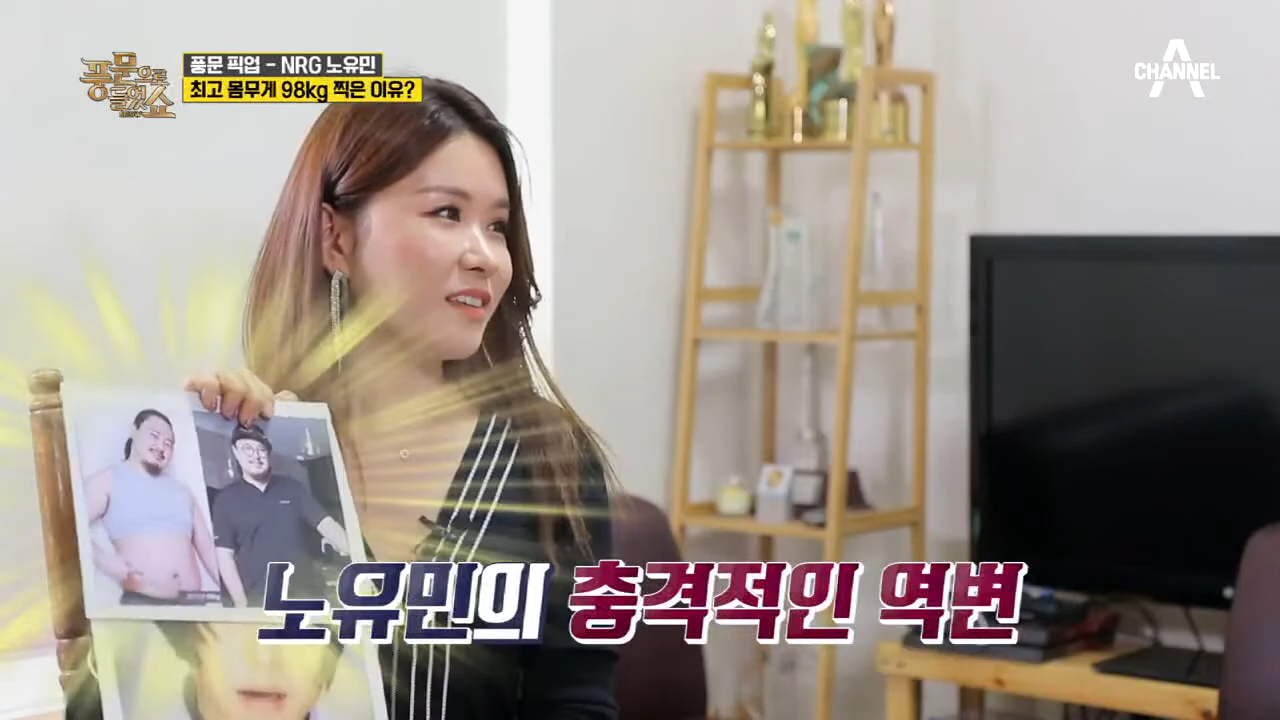 풍문으로
들었쇼
풍문 픽업 - NRG 노유민
최고 몸무게 98kg 찍은 이유?
CHANNEL A
노유민의 충격적인 역변